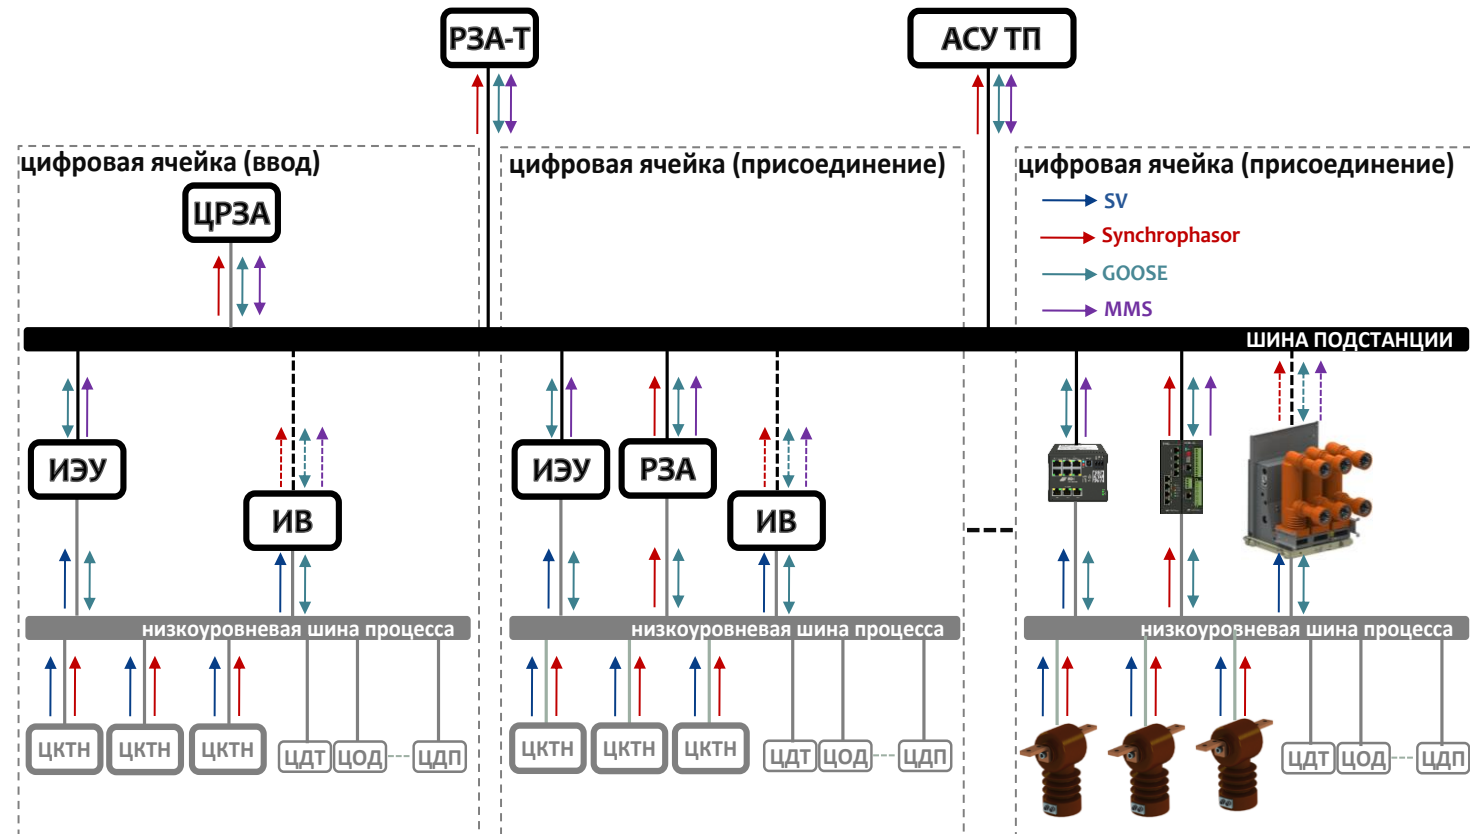 РЗА-Т
АСУ ТП
цифровая ячейка (ввод)
цифровая ячейка (присоединение)
цифровая ячейка (присоединение)
ЦРЗА
SV
Synchrophasor
GOOSE
MMS
ШИНА ПОДСТАНЦИИ
ИЭУ
ИВ
ИЭУ
РЗА
ИВ
низкоуровневая шина процесса
низкоуровневая шина процесса
низкоуровневая шина процесса
ЦКТН
ЦКТН
ЦКТН
ЦДТ
ЦОД
ЦДП
ЦКТН
ЦКТН
ЦКТН
ЦДТ
ЦОД
ЦДП
ЦДТ
ЦОД
ЦДП